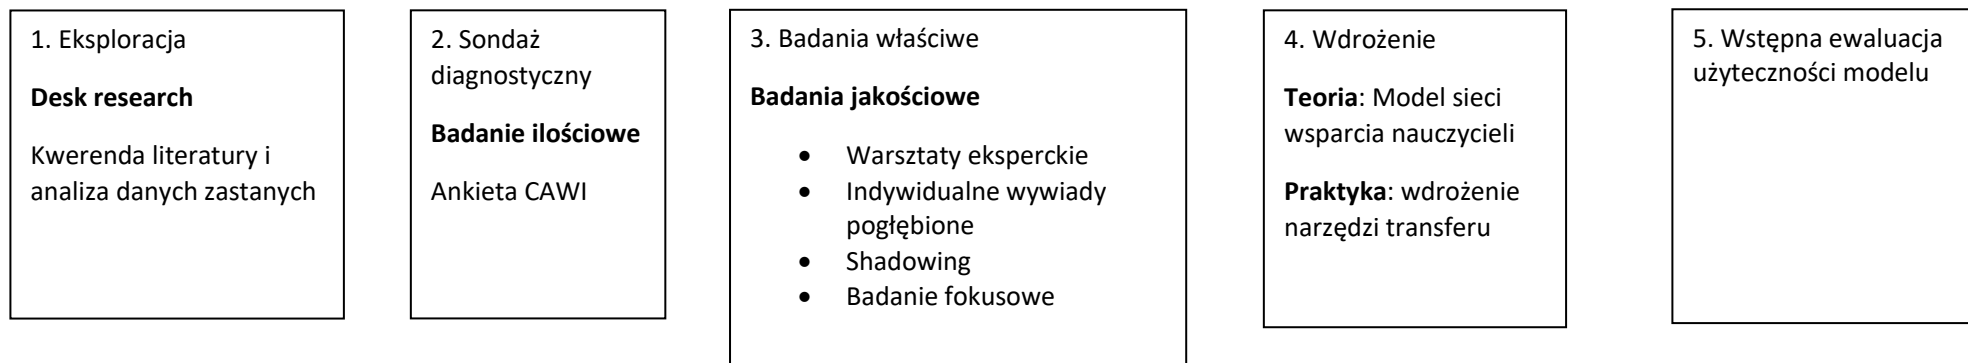 1. Eksploracja
Desk research
Kwerenda literatury i
analiza danych zastanych
2. Sondaż
diagnostyczny
Badanie ilościowe
Ankieta CAWI
3. Badania właściwe
Badania jakościowe
• Warsztaty eksperckie
• Indywidualne wywiady
pogłębione
• Shadowing
• Badanie fokusowe
4. Wdrożenie
Teoria: Model sieci
wsparcia nauczycieli
Praktyka: wdrożenie
narzędzi transferu
5. Wstępna ewaluacja
użyteczności modelu